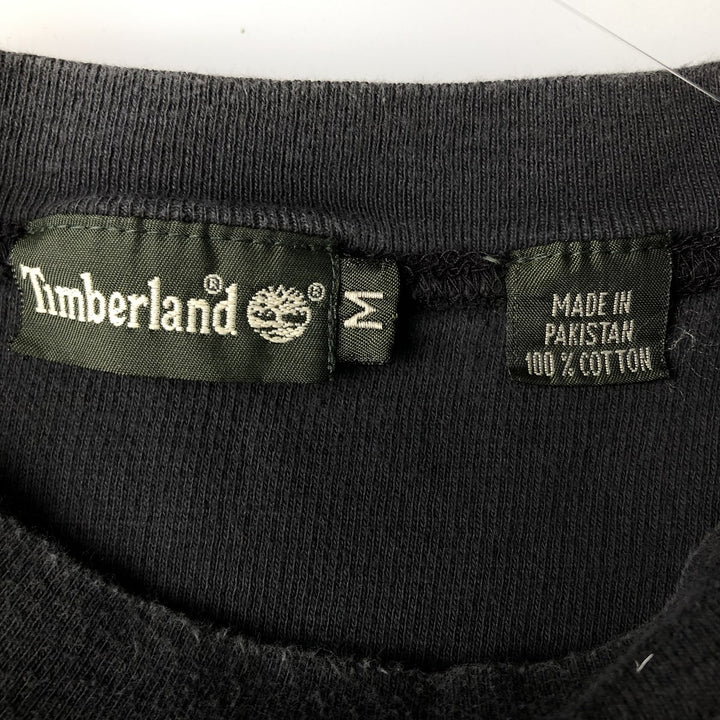 Timberland®
®
M
MADE IN
PAKISTAN
100 % COTTON